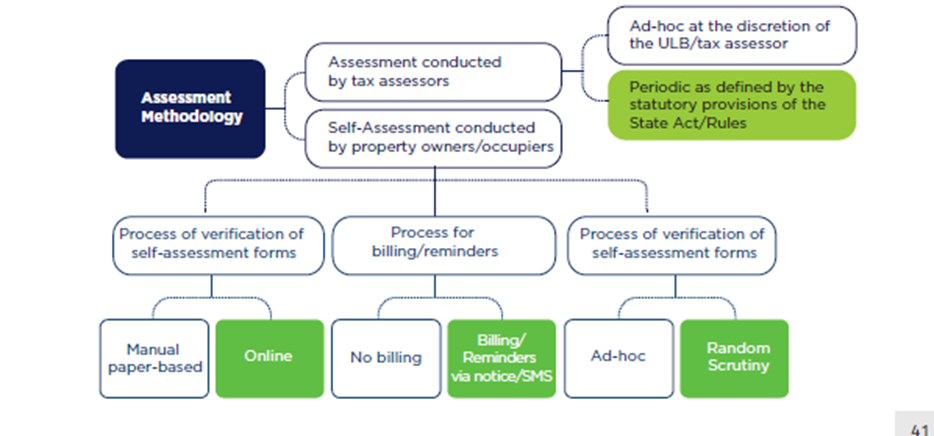 Ad-hoc at the discretion of
the ULB/tax assessor
Assessment conducted
by tax assessors
Periodic as defined by the
statutory provisions of the
State Act/Rules
Assessment
Methodology
Self-Assessment conducted
by property owners/occupiers
Process of verification of
self-assessment forms
Process for
billing/reminders
Process of verification of
self-assessment forms
Manual
paper-based
Online
No billing
Billing/
Reminders
via notice/SMS
Ad-hoc
Random
Scrutiny
41